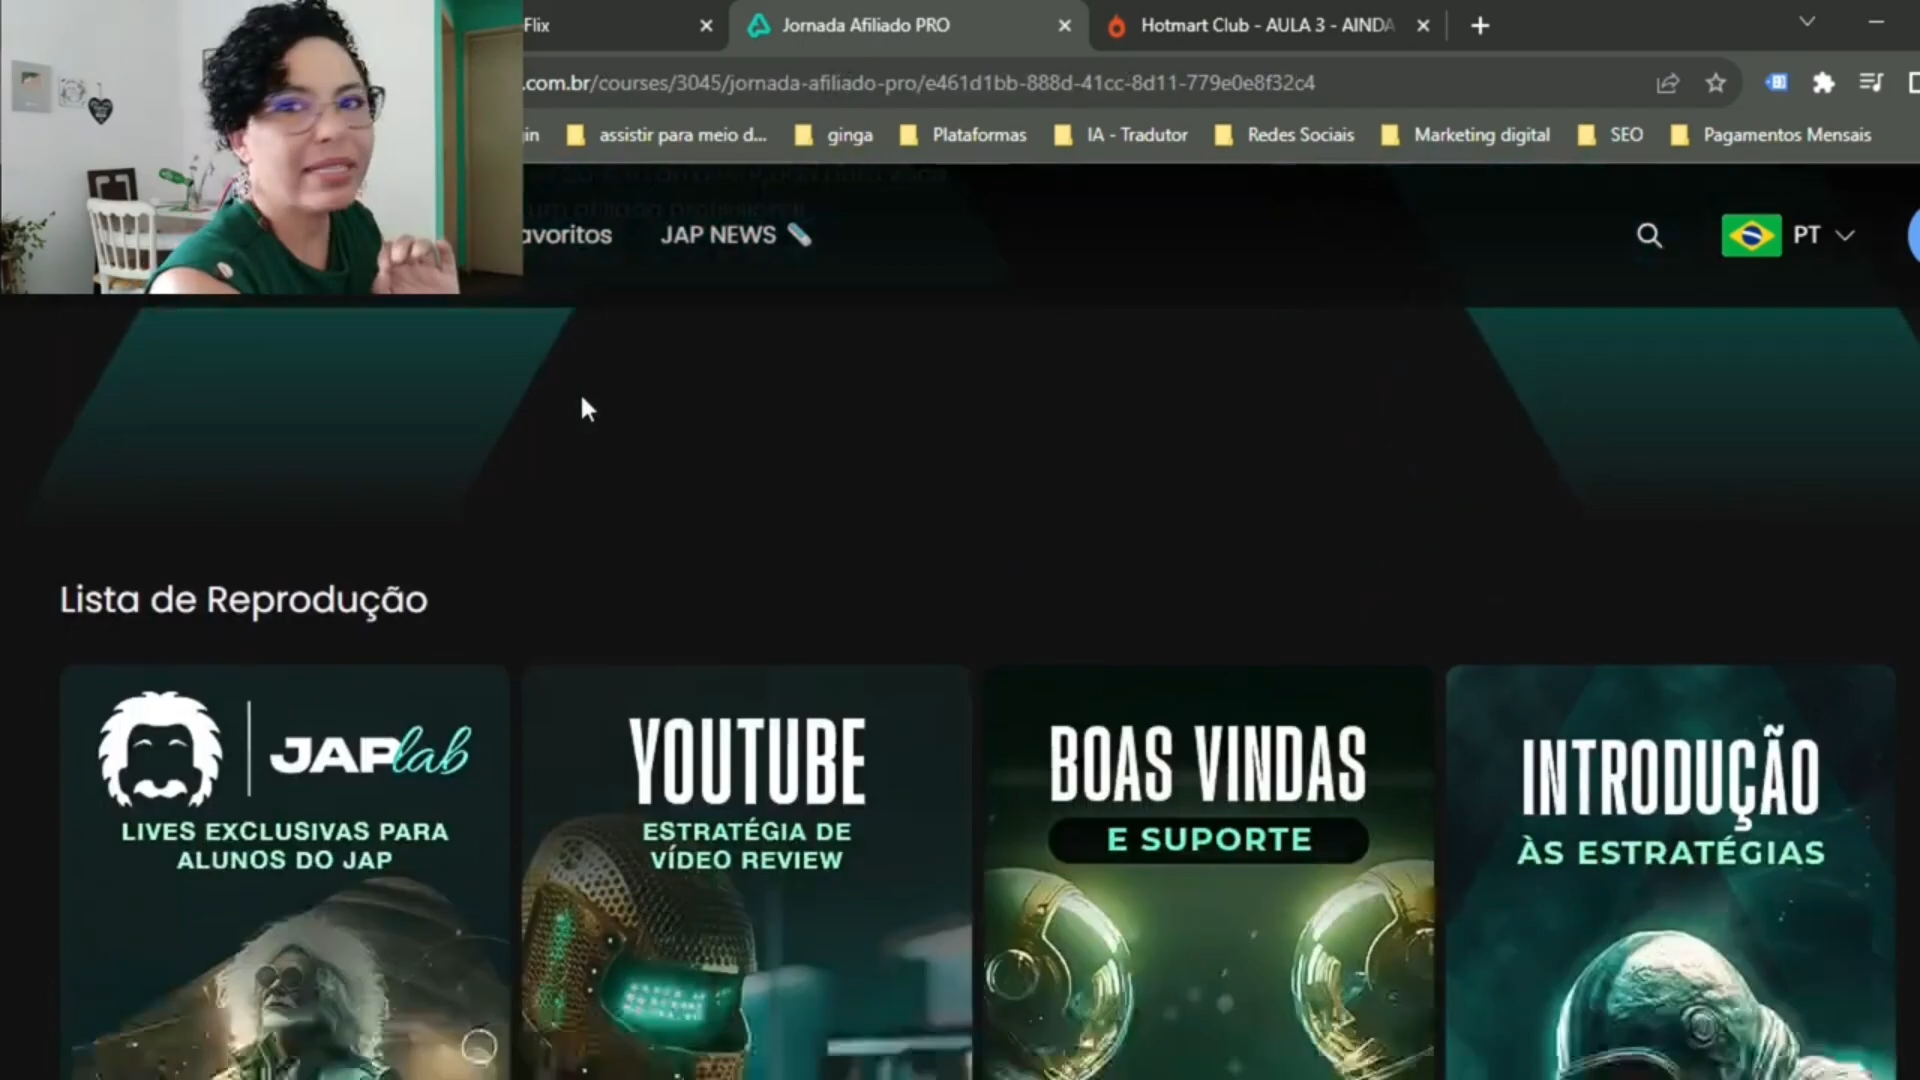 Flix
Jornada Afiliado PRO
Hotmart Club - AULA 3 - AINDA
.com.br/courses/3045/jornada-afiliado-pro/e461d1bb-888d-41cc-8d11-779e0e8f32c4
in
assistir para meio d...
ginga
Plataformas
IA - Tradutor
Redes Sociais
Marketing digital
SEO
Pagamentos Mensais
avoritos
JAP NEWS
PT
Lista de Reprodução
JAPlab
LIVES EXCLUSIVAS PARA
ALUNOS DO JAP
YOUTUBE
ESTRATÉGIA DE
VÍDEO REVIEW
BOAS VINDAS
E SUPORTE
INTRODUÇÃO
ÀS ESTRATÉGIAS